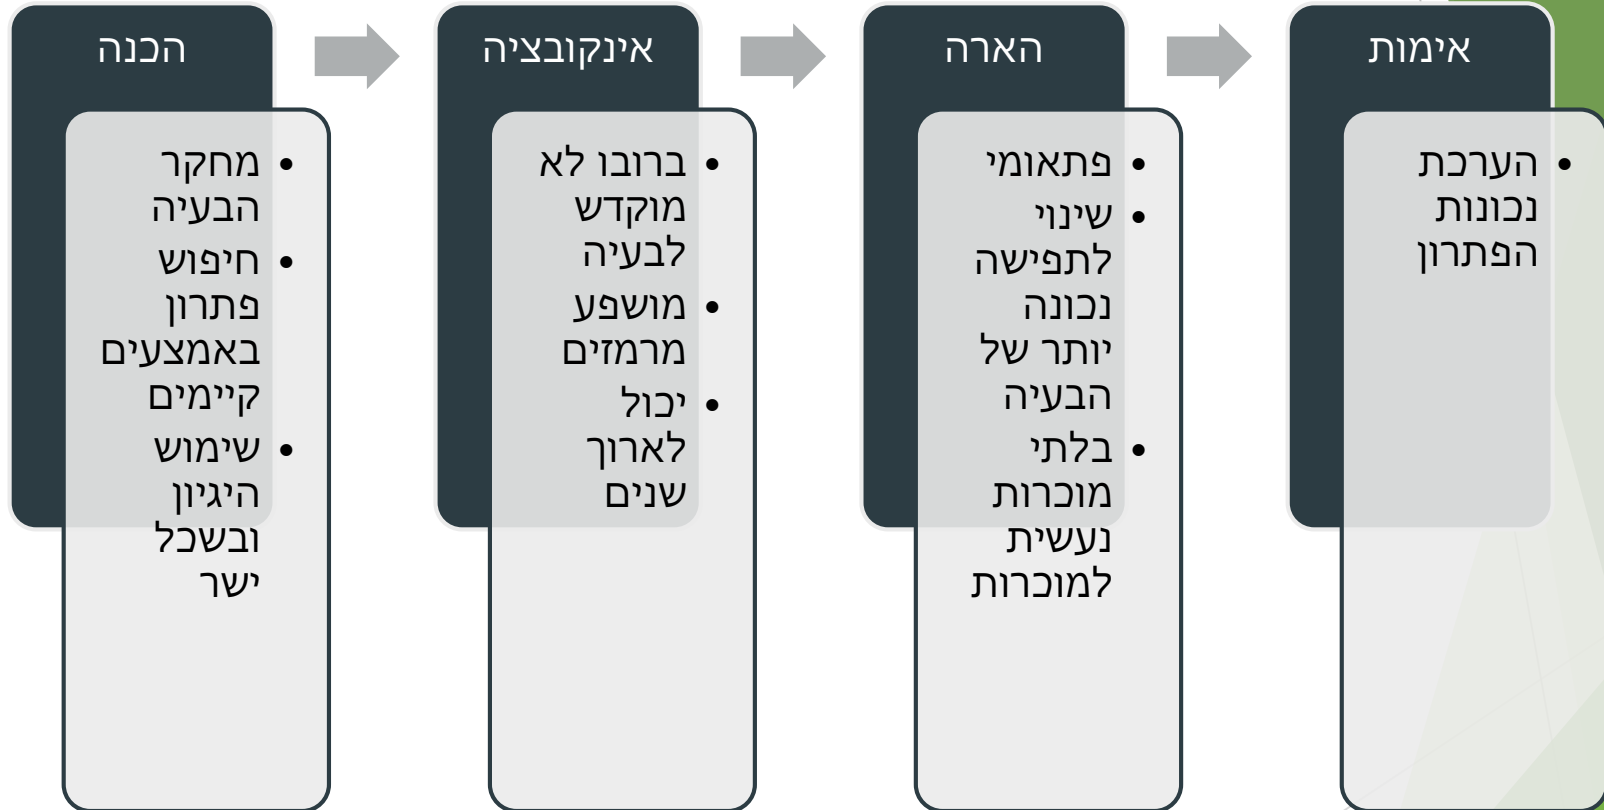 הכנה
מחקר
הבעיה
חיפוש
פתרון
באמצעים
קיימים
שימוש
היגיון
ובשכל
ישר
אינקובציה
ברובו לא
מוקדש
לבעיה
מושפע
מרמזים
יכול
לארוך
שנים
הארה
פתאומי
שינוי
לתפישה
נכונה
יותר של
הבעיה
בלתי
מוכרות
נעשית
למוכרות
אימות
הערכת
נכונות
הפתרון